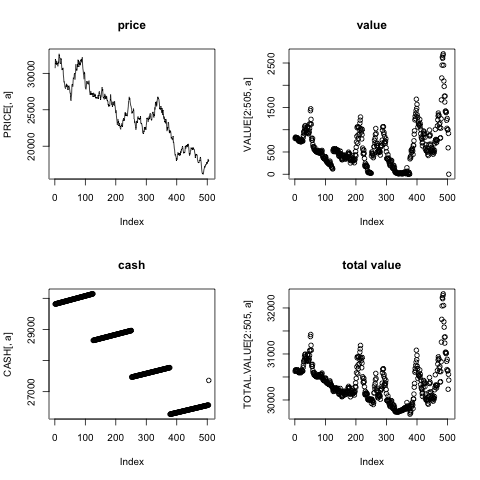 price
PRICE[, a]
20000 25000 30000
0 100 200 300 400 500
Index
value
VALUE[2:505, a]
0 500 1500 2500
0 100 200 300 400 500
Index
cash
CASH[, a]
27000 29000
0 100 200 300 400 500
Index
total value
TOTAL.VALUE[2:505, a]
30000 31000 32000
0 100 200 300 400 500
Index